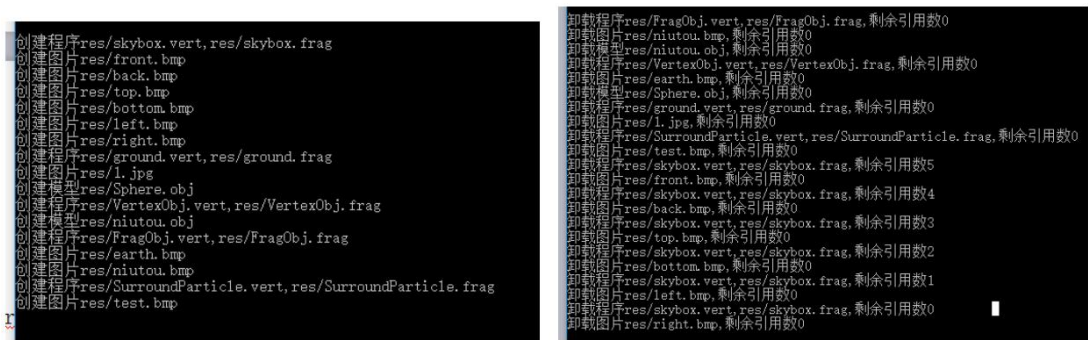 创建程序res/skybox.vert,res/skybox.frag
创建图片res/front.bmp
创建图片res/back.bmp
创建图片res/top.bmp
创建图片res/bottom.bmp
创建图片res/left.bmp
创建图片res/right.bmp
创建程序res/ground.vert,res/ground.frag
创建图片res/1.jpg
创建模型res/Sphere.obj
创建程序res/VertexObj.vert,res/VertexObj.frag
创建模型res/niutou.obj
创建程序res/FragObj.vert,res/FragObj.frag
创建图片res/earth.bmp
创建图片res/niutou.bmp
创建程序res/SurroundParticle.vert,res/SurroundParticle.frag
创建图片res/test.bmp
r
卸载程序res/FragObj.vert,res/FragObj.frag,剩余引用数0
卸载图片res/niutou.bmp,剩余引用数0
卸载模型res/niutou.obj,剩余引用数0
卸载程序res/VertexObj.vert,res/VertexObj.frag,剩余引用数0
卸载图片res/earth.bmp,剩余引用数0
卸载模型res/Sphere.obj,剩余引用数0
卸载程序res/ground.vert,res/ground.frag,剩余引用数0
卸载图片res/1.jpg,剩余引用数0
卸载程序res/SurroundParticle.vert,res/SurroundParticle.frag,剩余引用数0
卸载图片res/test.bmp,剩余引用数0
卸载程序res/skybox.vert,res/skybox.frag,剩余引用数5
卸载图片res/front.bmp,剩余引用数0
卸载程序res/skybox.vert,res/skybox.frag,剩余引用数4
卸载图片res/back.bmp,剩余引用数0
卸载程序res/skybox.vert,res/skybox.frag,剩余引用数3
卸载图片res/top.bmp,剩余引用数0
卸载程序res/skybox.vert,res/skybox.frag,剩余引用数2
卸载图片res/bottom.bmp,剩余引用数0
卸载程序res/skybox.vert,res/skybox.frag,剩余引用数1
卸载图片res/left.bmp,剩余引用数0
卸载程序res/skybox.vert,res/skybox.frag,剩余引用数0
卸载图片res/right.bmp,剩余引用数0